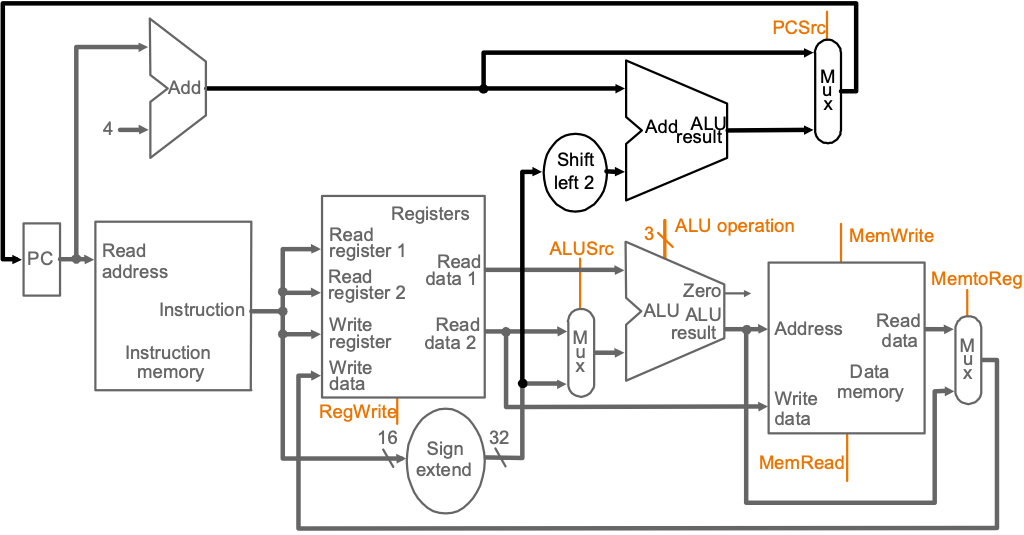 PCSrc
Add
4
M
u
x
Add
ALU
result
Shift
left 2
PC
Read
address
Instruction
Instruction
memory
Registers
Read
register 1
Read
register 2
Write
register
Write
data
Read
data 1
Read
data 2
RegWrite
16
Sign
extend
32
ALUSrc
M
u
x
3
ALU operation
Zero
ALU
ALU
result
MemWrite
Address
Read
data
Data
memory
Write
data
MemRead
MemtoReg
M
u
x